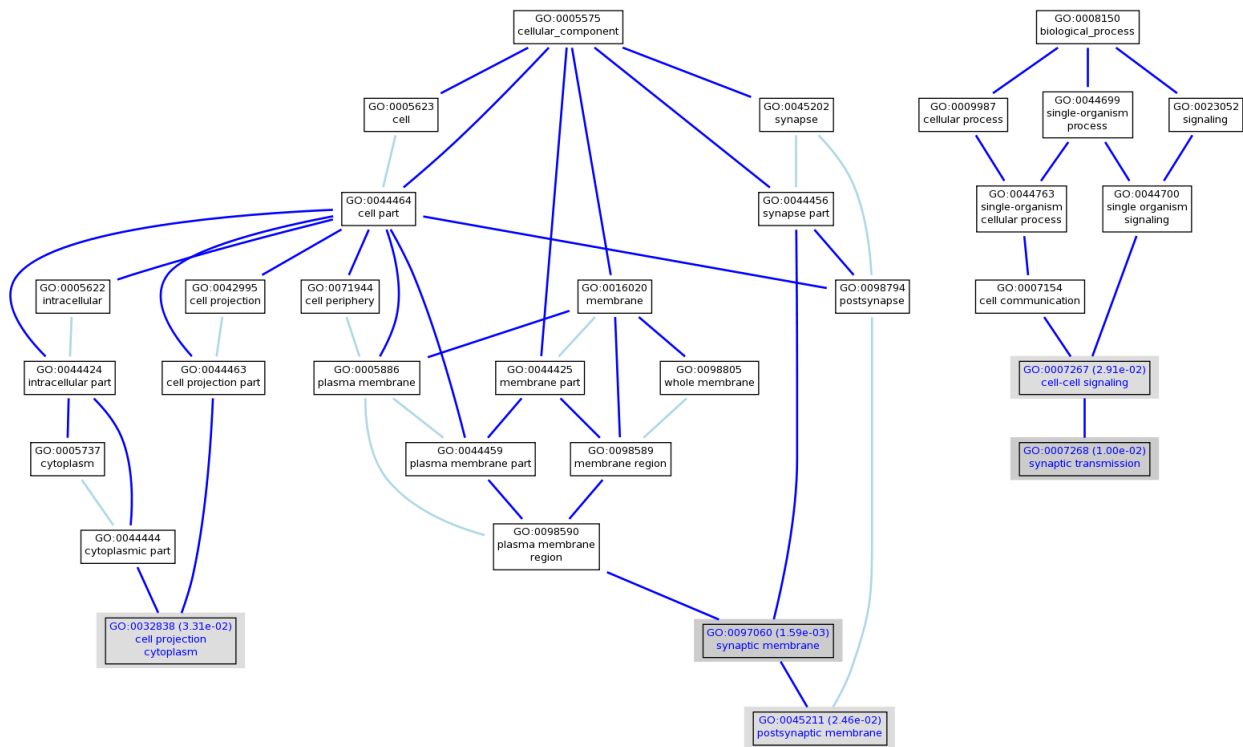 GO:0005575
cellular_component
GO:0008150
biological_process
GO:0005623
cell
GO:0045202
synapse
GO:0009987
cellular process
GO:0044699
single-organism
process
GO:0023052
signaling
GO:0044464
cell part
GO:0044456
synapse part
GO:0044763
single-organism
cellular process
GO:0044700
single organism
signaling
GO:0005622
intracellular
GO:0042995
cell projection
GO:0071944
cell periphery
GO:0016020
membrane
GO:0098794
postsynapse
GO:0007154
cell communication
GO:0044424
intracellular part
GO:0044463
cell projection part
GO:0005886
plasma membrane
GO:0044425
membrane part
GO:0098805
whole membrane
GO:0007267 (2.91e-02)
cell-cell signaling
GO:0005737
cytoplasm
GO:0044459
plasma membrane part
GO:0098589
membrane region
GO:0007268 (1.00e-02)
synaptic transmission
GO:0044444
cytoplasmic part
GO:0098590
plasma membrane
region
GO:0032838 (3.31e-02)
cell projection
cytoplasm
GO:0097060 (1.59e-03)
synaptic membrane
GO:0045211 (2.46e-02)
postsynaptic membrane